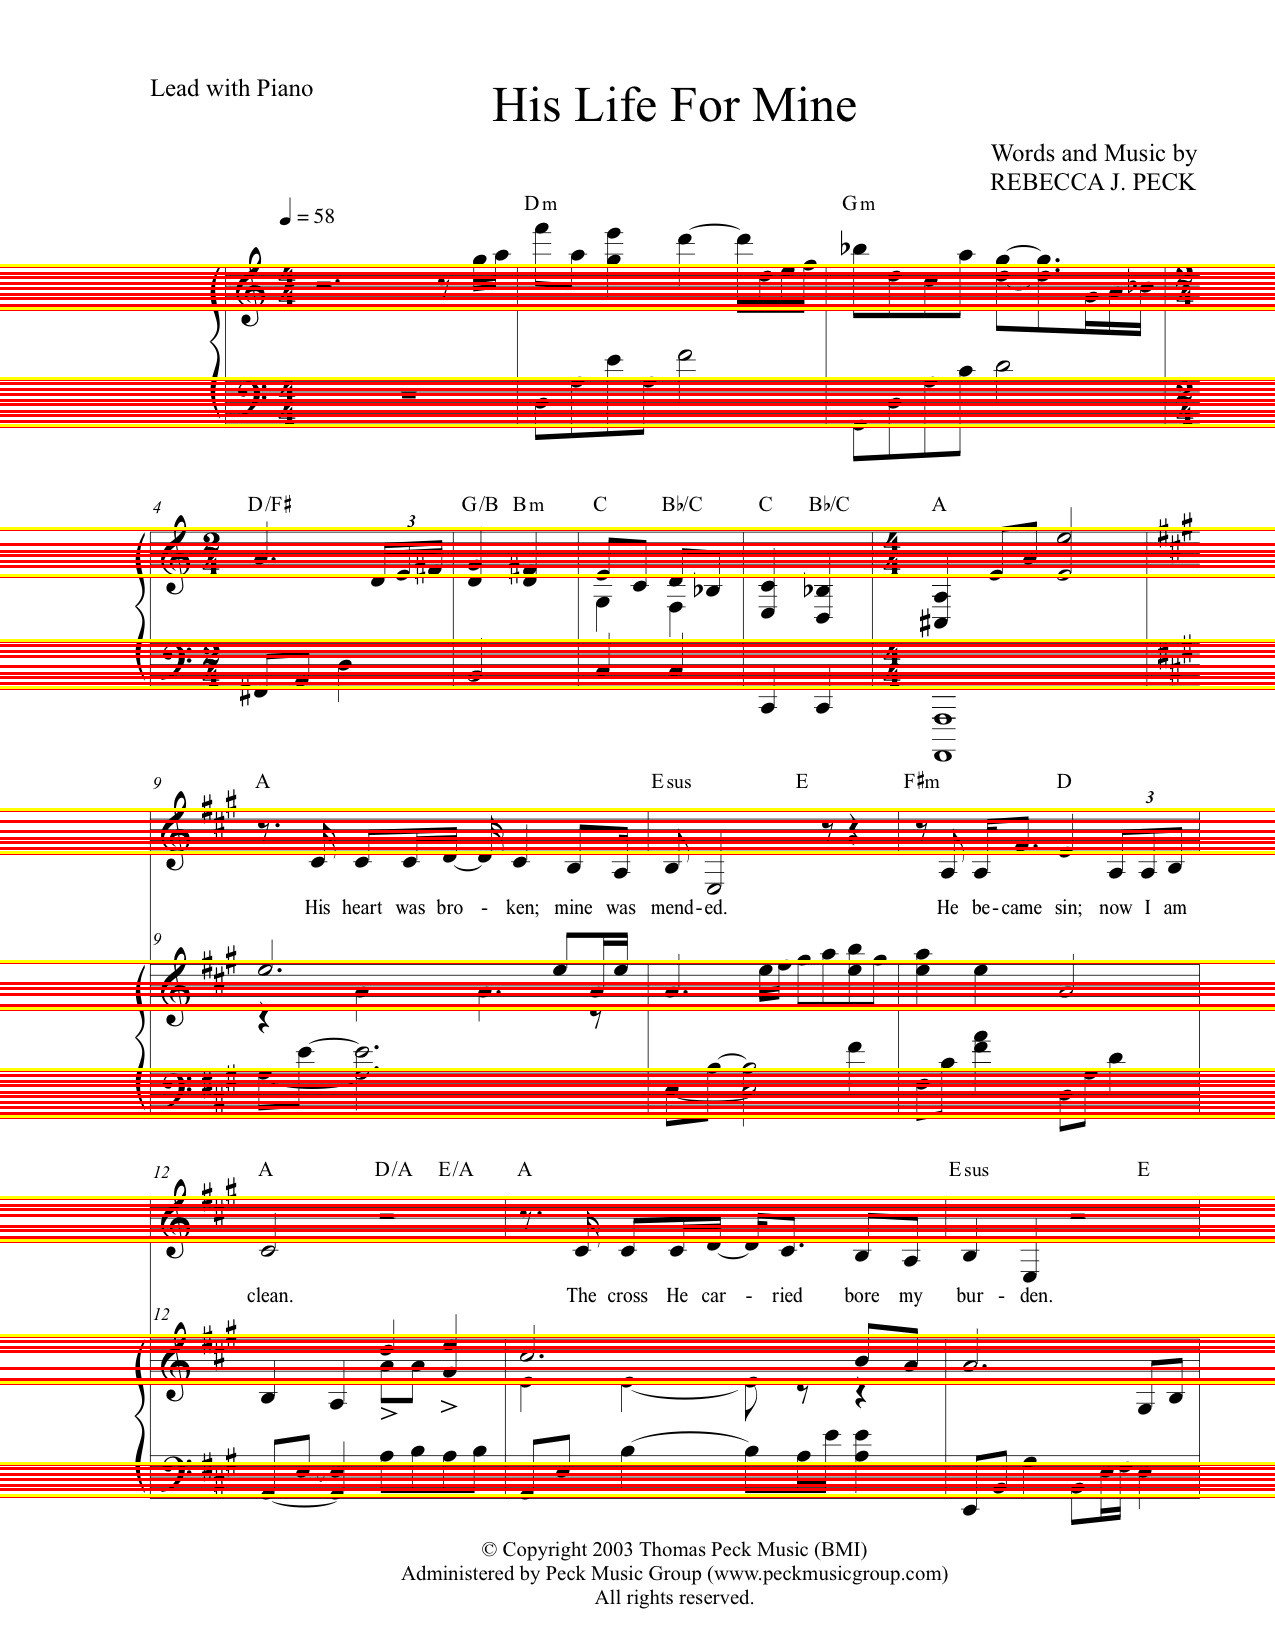 Lead with Piano
His Life For Mine
Words and Music by
REBECCA J. PECK
= 58
Dm Gm
4 D/F♯ G/B Bm C B♭/C C B♭/C A
3
9 A Esus E F♯m D
3
His heart was bro - ken; mine was mend-ed. He be-came sin; now I am
9
12 A D/A E/A A Esus E
clean. The cross He car - ried bore my bur - den.
12
© Copyright 2003 Thomas Peck Music (BMI)
Administered by Peck Music Group (www.peckmusicgroup.com)
All rights reserved.